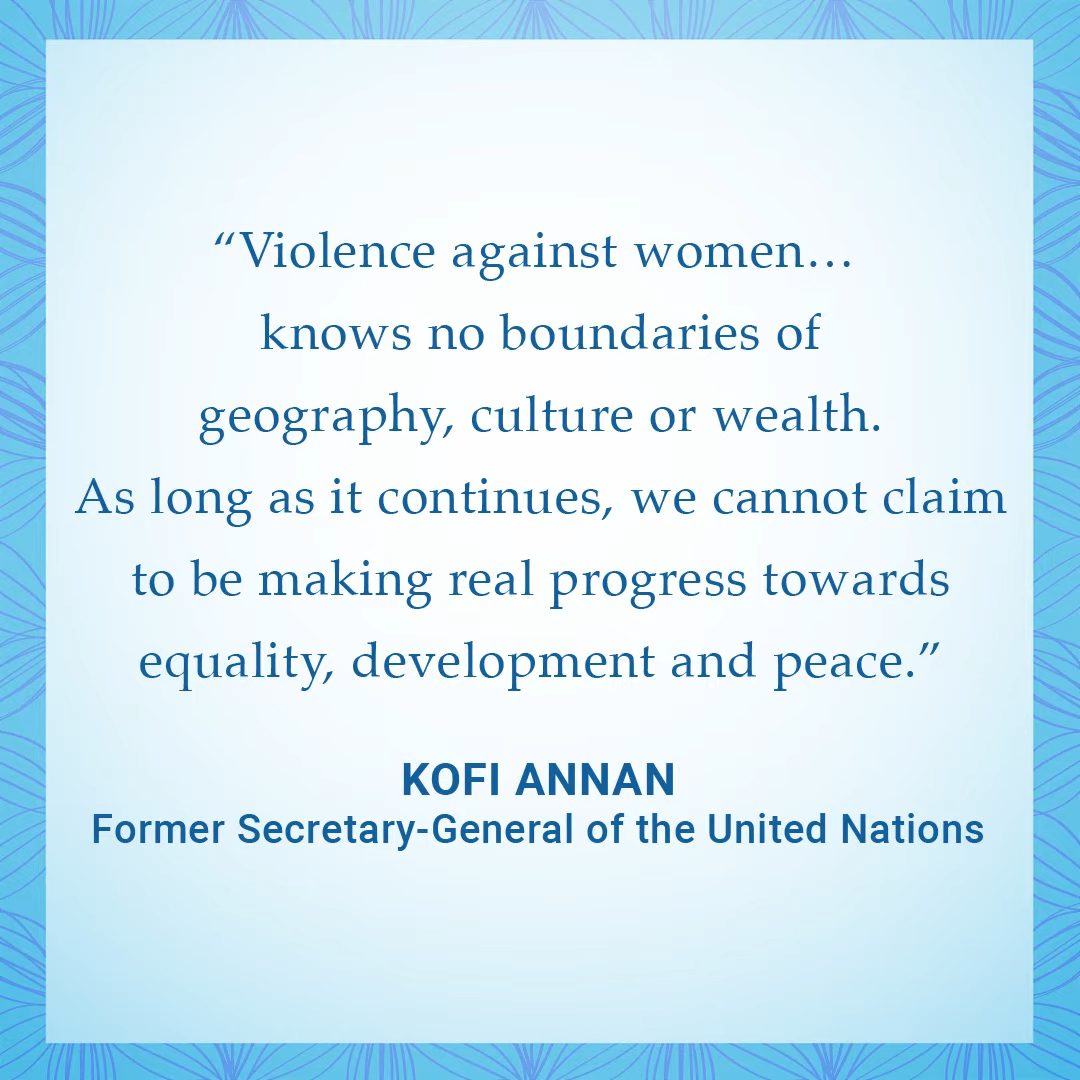 “Violence against women…
knows no boundaries of
geography, culture or wealth.
As long as it continues, we cannot claim
to be making real progress towards
equality, development and peace.”
KOFI ANNAN
Former Secretary-General of the United Nations